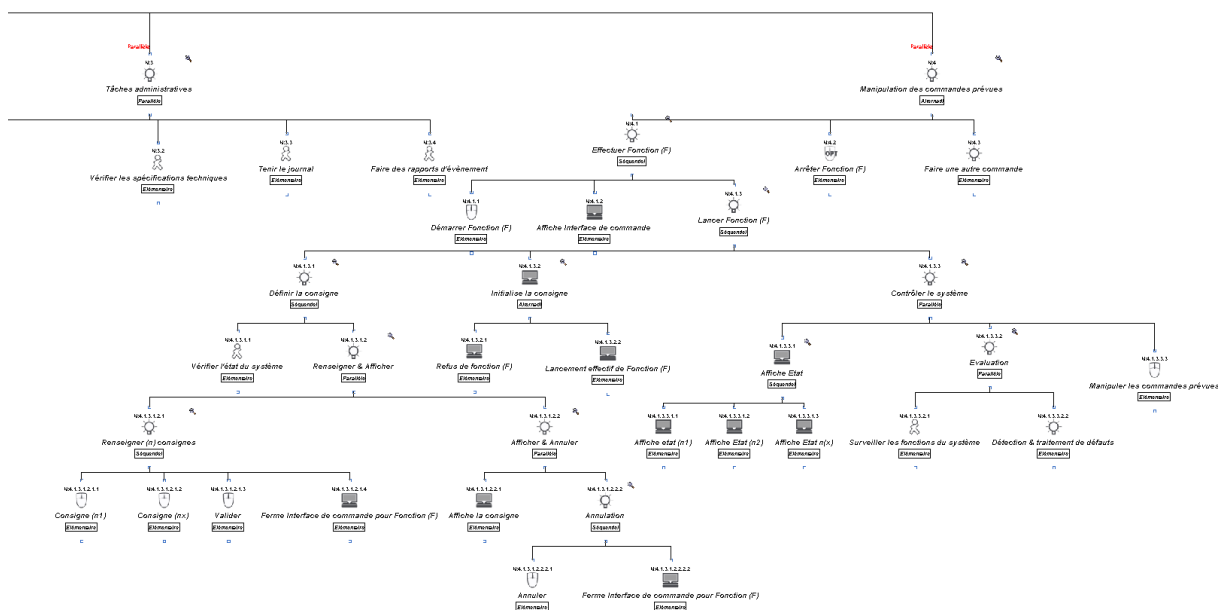 Parallèle
Parallèle
N:3
N:4
Tâches administratives
Manipulation des commandes prévues
Parallèle
Alternatif
N:3.2
N:3.3
N:3.4
N:4.1
N:4.2
N:4.3
Vérifier les spécifications techniques
Tenir le journal
Faire des rapports d'évènement
Effectuer Fonction (F)
OPT
Arrêter Fonction (F)
Faire une autre commande
Elémentaire
Elémentaire
Elémentaire
Séquentiel
Elémentaire
Elémentaire
N:4.1.1
N:4.1.2
N:4.1.3
Démarrer Fonction (F)
Affiche Interface de commande
Lancer Fonction (F)
Elémentaire
Elémentaire
Séquentiel
N:4.1.3.1
N:4.1.3.2
N:4.1.3.3
Définir la consigne
Initialise la consigne
Contrôler le système
Séquentiel
Alternatif
Parallèle
N:4.1.3.1.1
N:4.1.3.1.2
N:4.1.3.2.1
N:4.1.3.2.2
N:4.1.3.3.1
N:4.1.3.3.2
N:4.1.3.3.3
Vérifier l'état du système
Renseigner & Afficher
Refus de fonction (F)
Lancement effectif de Fonction (F)
Affiche Etat
Evaluation
Manipuler les commandes prévues
Elémentaire
Parallèle
Elémentaire
Elémentaire
Séquentiel
Parallèle
Elémentaire
N:4.1.3.1.2.1
N:4.1.3.1.2.2
N:4.1.3.3.1.1
N:4.1.3.3.1.2
N:4.1.3.3.1.3
N:4.1.3.3.2.1
N:4.1.3.3.2.2
Renseigner (n) consignes
Afficher & Annuler
Affiche etat (n1)
Affiche Etat (n2)
Affiche Etat n(x)
Surveiller les fonctions du système
Détection & traitement de défauts
Séquentiel
Parallèle
Elémentaire
Elémentaire
Elémentaire
Elémentaire
Elémentaire
N:4.1.3.1.2.1.1
N:4.1.3.1.2.1.2
N:4.1.3.1.2.1.3
N:4.1.3.1.2.1.4
N:4.1.3.1.2.2.1
N:4.1.3.1.2.2.2
Consigne (n1)
Consigne (nx)
Valider
Ferme Interface de commande pour Fonction (F)
Affiche la consigne
Annulation
Elémentaire
Elémentaire
Elémentaire
Elémentaire
Elémentaire
Séquentiel
N:4.1.3.1.2.2.2.1
N:4.1.3.1.2.2.2.2
Annuler
Ferme Interface de commande pour Fonction (F)
Elémentaire
Elémentaire